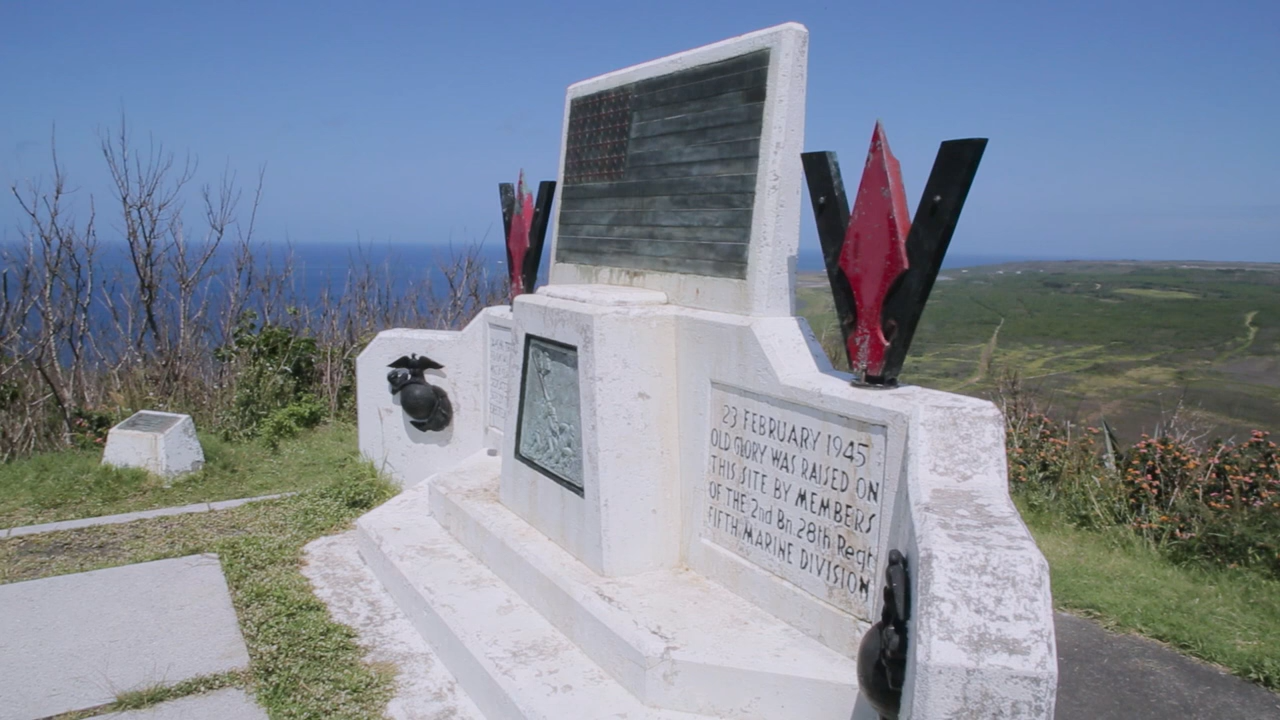 23 FEBRUARY 1945
OLD GLORY WAS RAISED ON
THIS SITE BY MEMBERS
OF THE 2nd Bn. 28th Regt.
FIFTH MARINE DIVISION